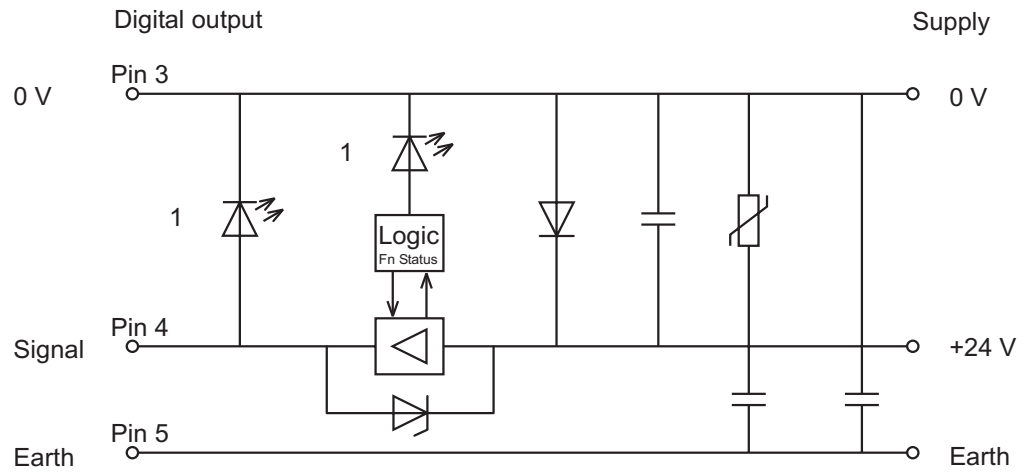 Digital output
Supply
Pin 3
0 V
0 V
1
1
Logic
Fn Status
Pin 4
Signal
+24 V
Pin 5
Earth
Earth